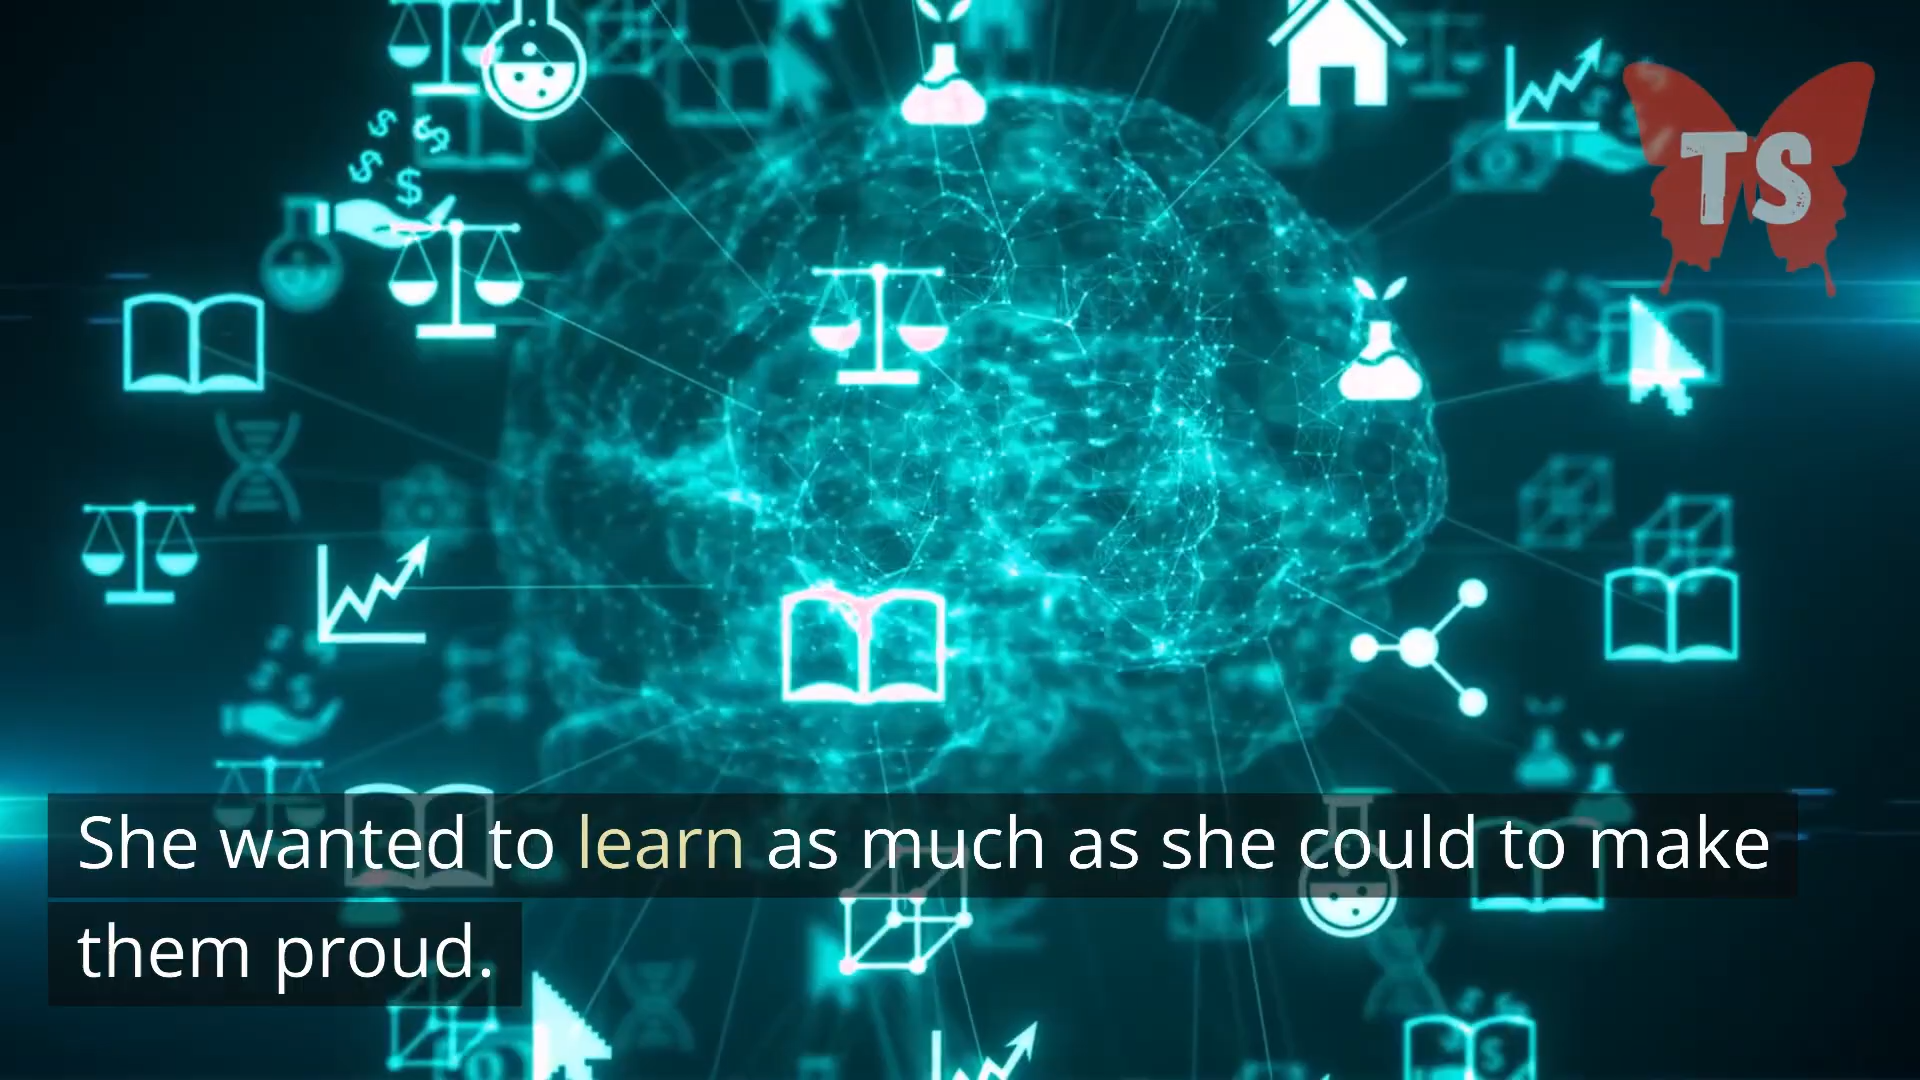 TS
She wanted to learn as much as she could to make
them proud.